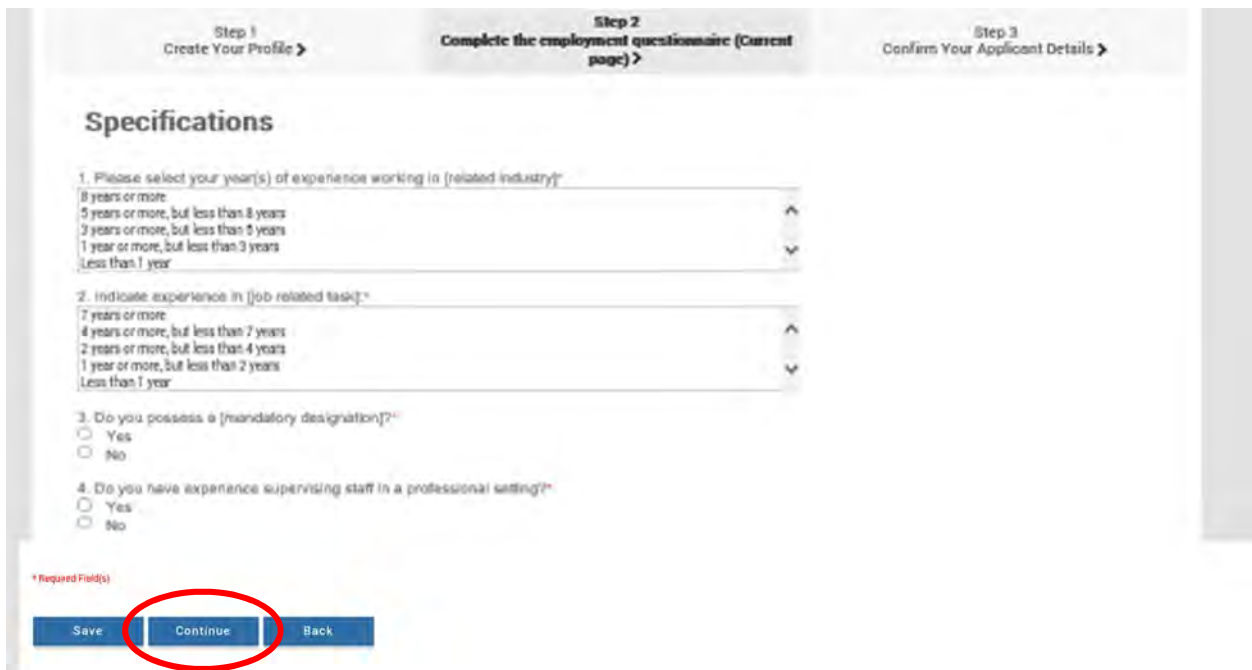 Step 1
Create Your Profile ❯
Step 2
Complete the employment questionnaire (Current
page) ❯
Step 3
Confirm Your Applicant Details ❯
Specifications
1. Please select your year(s) of experience working in [related industry]*
8 years or more
5 years or more, but less than 8 years
3 years or more, but less than 5 years
1 year or more, but less than 3 years
Less than 1 year
2. Indicate experience in [job related task]:*
7 years or more
4 years or more, but less than 7 years
2 years or more, but less than 4 years
1 year or more, but less than 2 years
Less than 1 year
3. Do you possess a [mandatory designation]?*
Yes
No
4. Do you have experience supervising staff in a professional setting?*
Yes
No
* Required Field(s)
Save
Continue
Back